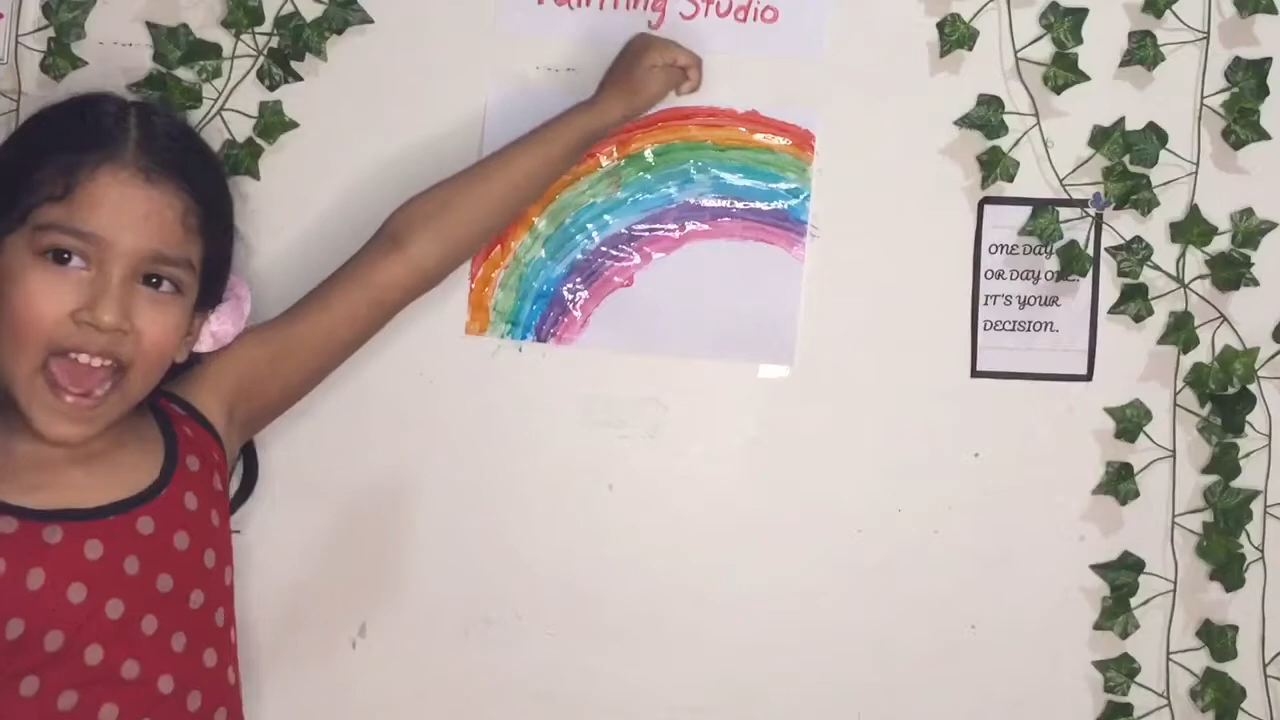 Painting Studio
ONE DAY
OR DAY ONE.
IT'S YOUR
DECISION.